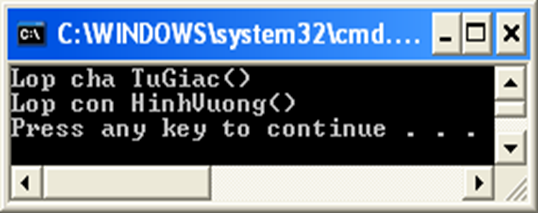 C:\WINDOWS\system32\cmd....
Lop cha TuGiac()
Lop con HinhVuong()
Press any key to continue . . .